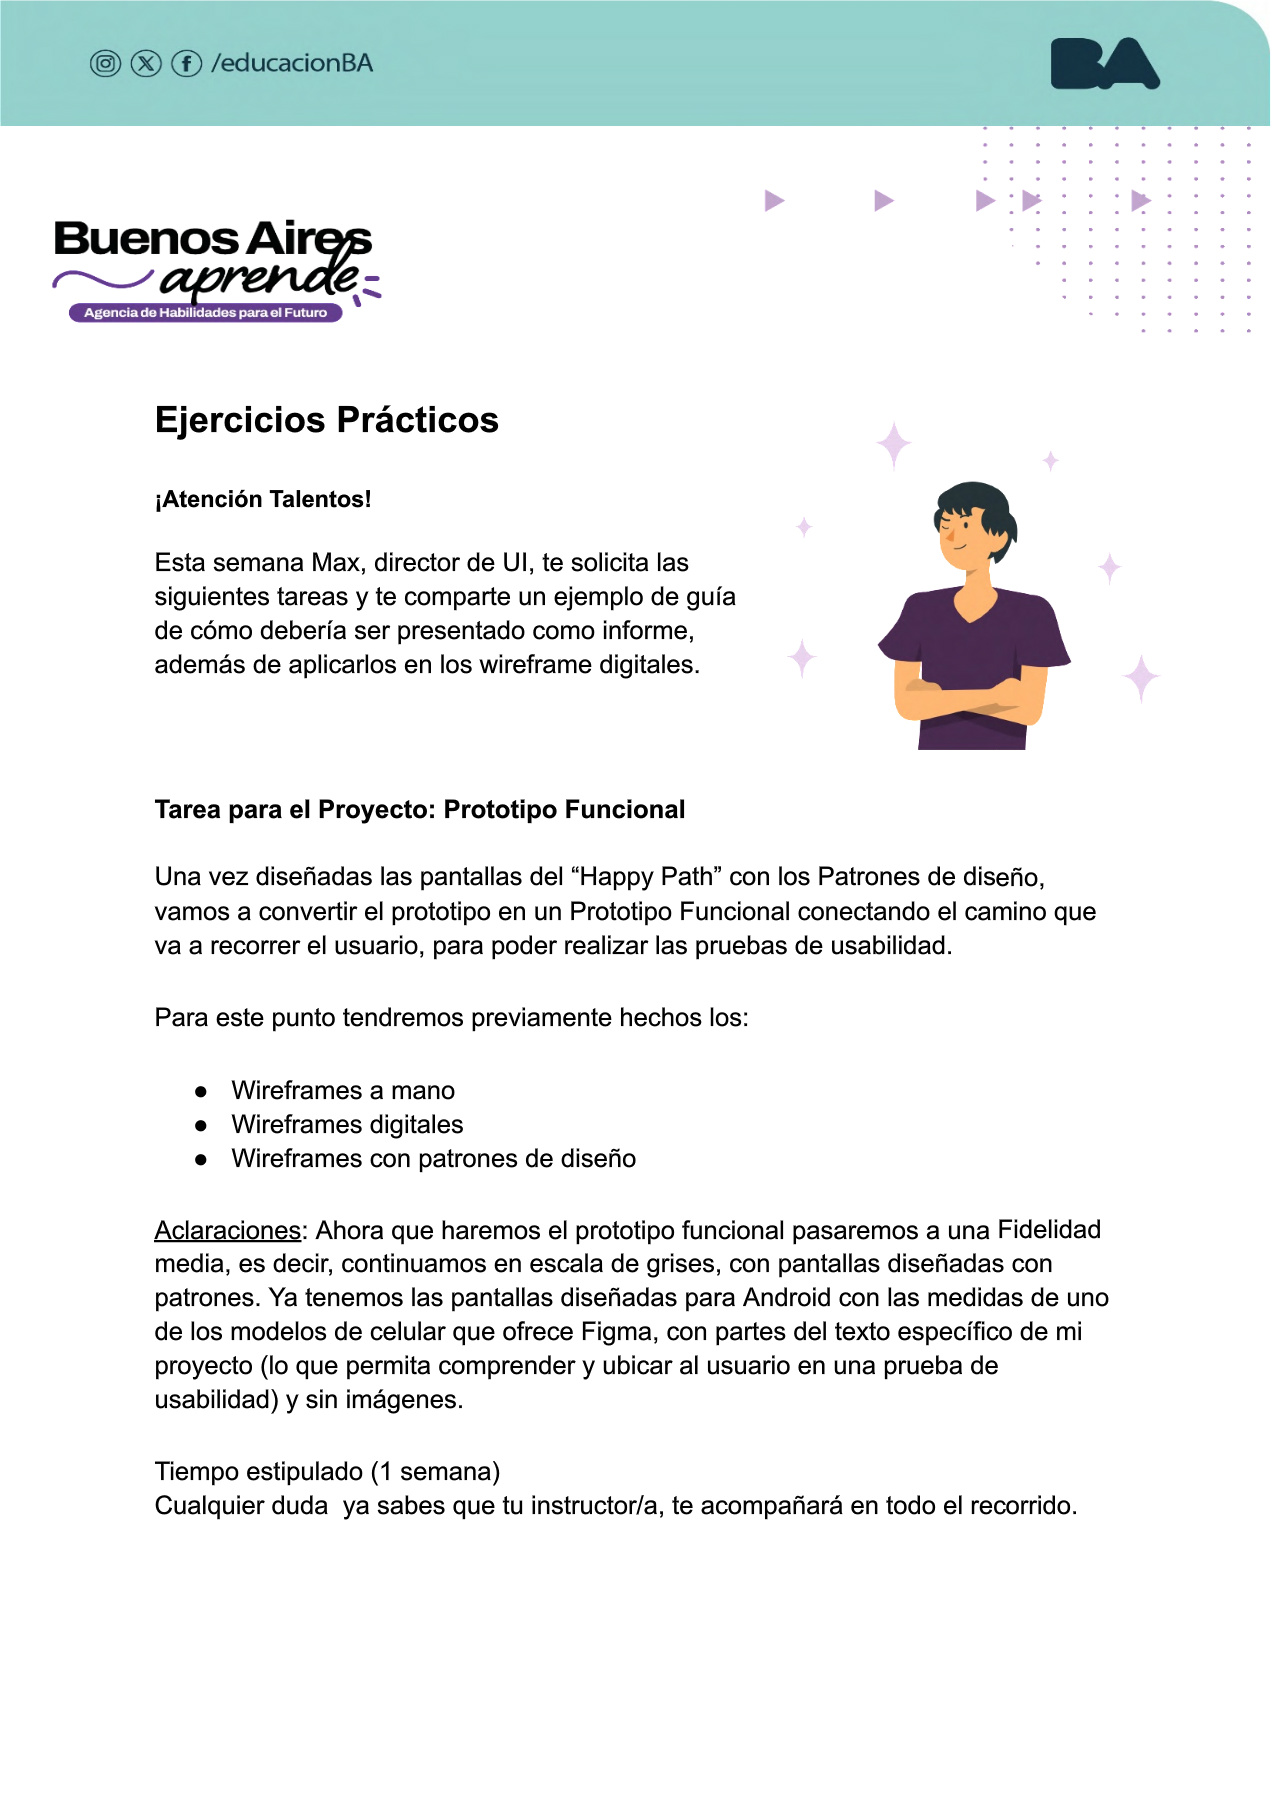 /educacionBA
BA
Buenos Aires
aprende
Agencia de Habilidades para el Futuro
Ejercicios Prácticos
¡Atención Talentos!
Esta semana Max, director de UI, te solicita las
siguientes tareas y te comparte un ejemplo de guía
de cómo debería ser presentado como informe,
además de aplicarlos en los wireframe digitales.
Tarea para el Proyecto: Prototipo Funcional
Una vez diseñadas las pantallas del “Happy Path” con los Patrones de diseño,
vamos a convertir el prototipo en un Prototipo Funcional conectando el camino que
va a recorrer el usuario, para poder realizar las pruebas de usabilidad.
Para este punto tendremos previamente hechos los:
● Wireframes a mano
● Wireframes digitales
● Wireframes con patrones de diseño
Aclaraciones: Ahora que haremos el prototipo funcional pasaremos a una Fidelidad
media, es decir, continuamos en escala de grises, con pantallas diseñadas con
patrones. Ya tenemos las pantallas diseñadas para Android con las medidas de uno
de los modelos de celular que ofrece Figma, con partes del texto específico de mi
proyecto (lo que permita comprender y ubicar al usuario en una prueba de
usabilidad) y sin imágenes.
Tiempo estipulado (1 semana)
Cualquier duda  ya sabes que tu instructor/a, te acompañará en todo el recorrido.